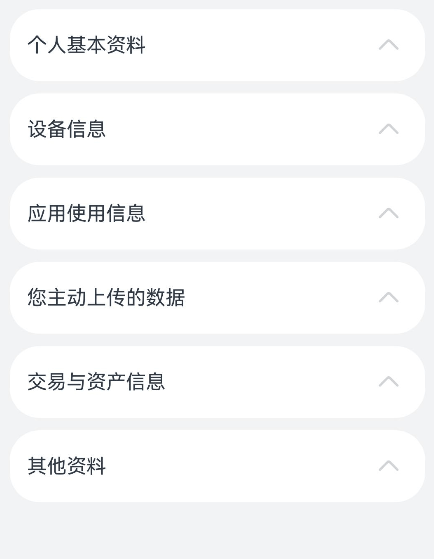 个人基本资料
设备信息
应用使用信息
您主动上传的数据
交易与资产信息
其他资料